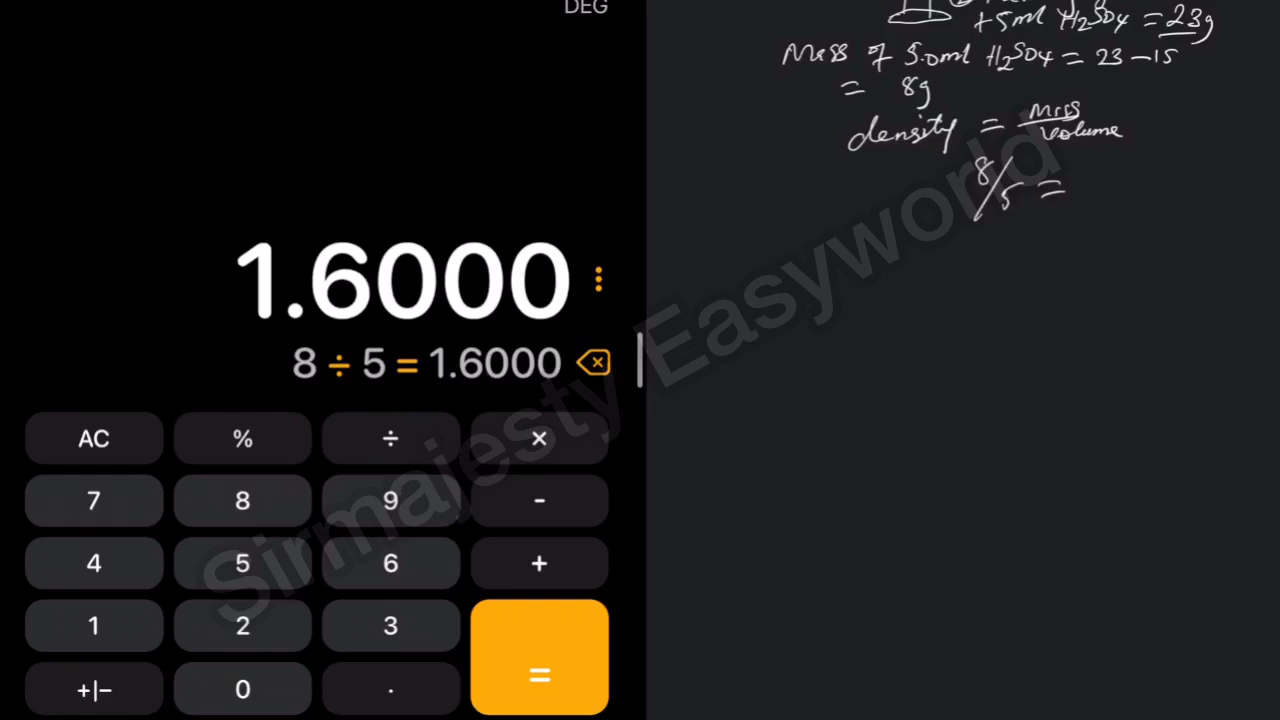 DEG
1.6000
8 ÷ 5 = 1.6000
AC % ÷ ×
7 8 9 -
4 5 6 +
1 2 3
+|− 0 . =
+5ml H₂SO₄ = 23g
Mass of 5.0ml H₂SO₄ = 23 − 15
= 8g
density = Mass
Volume
8/5 =
Sirmajesty Easyworld